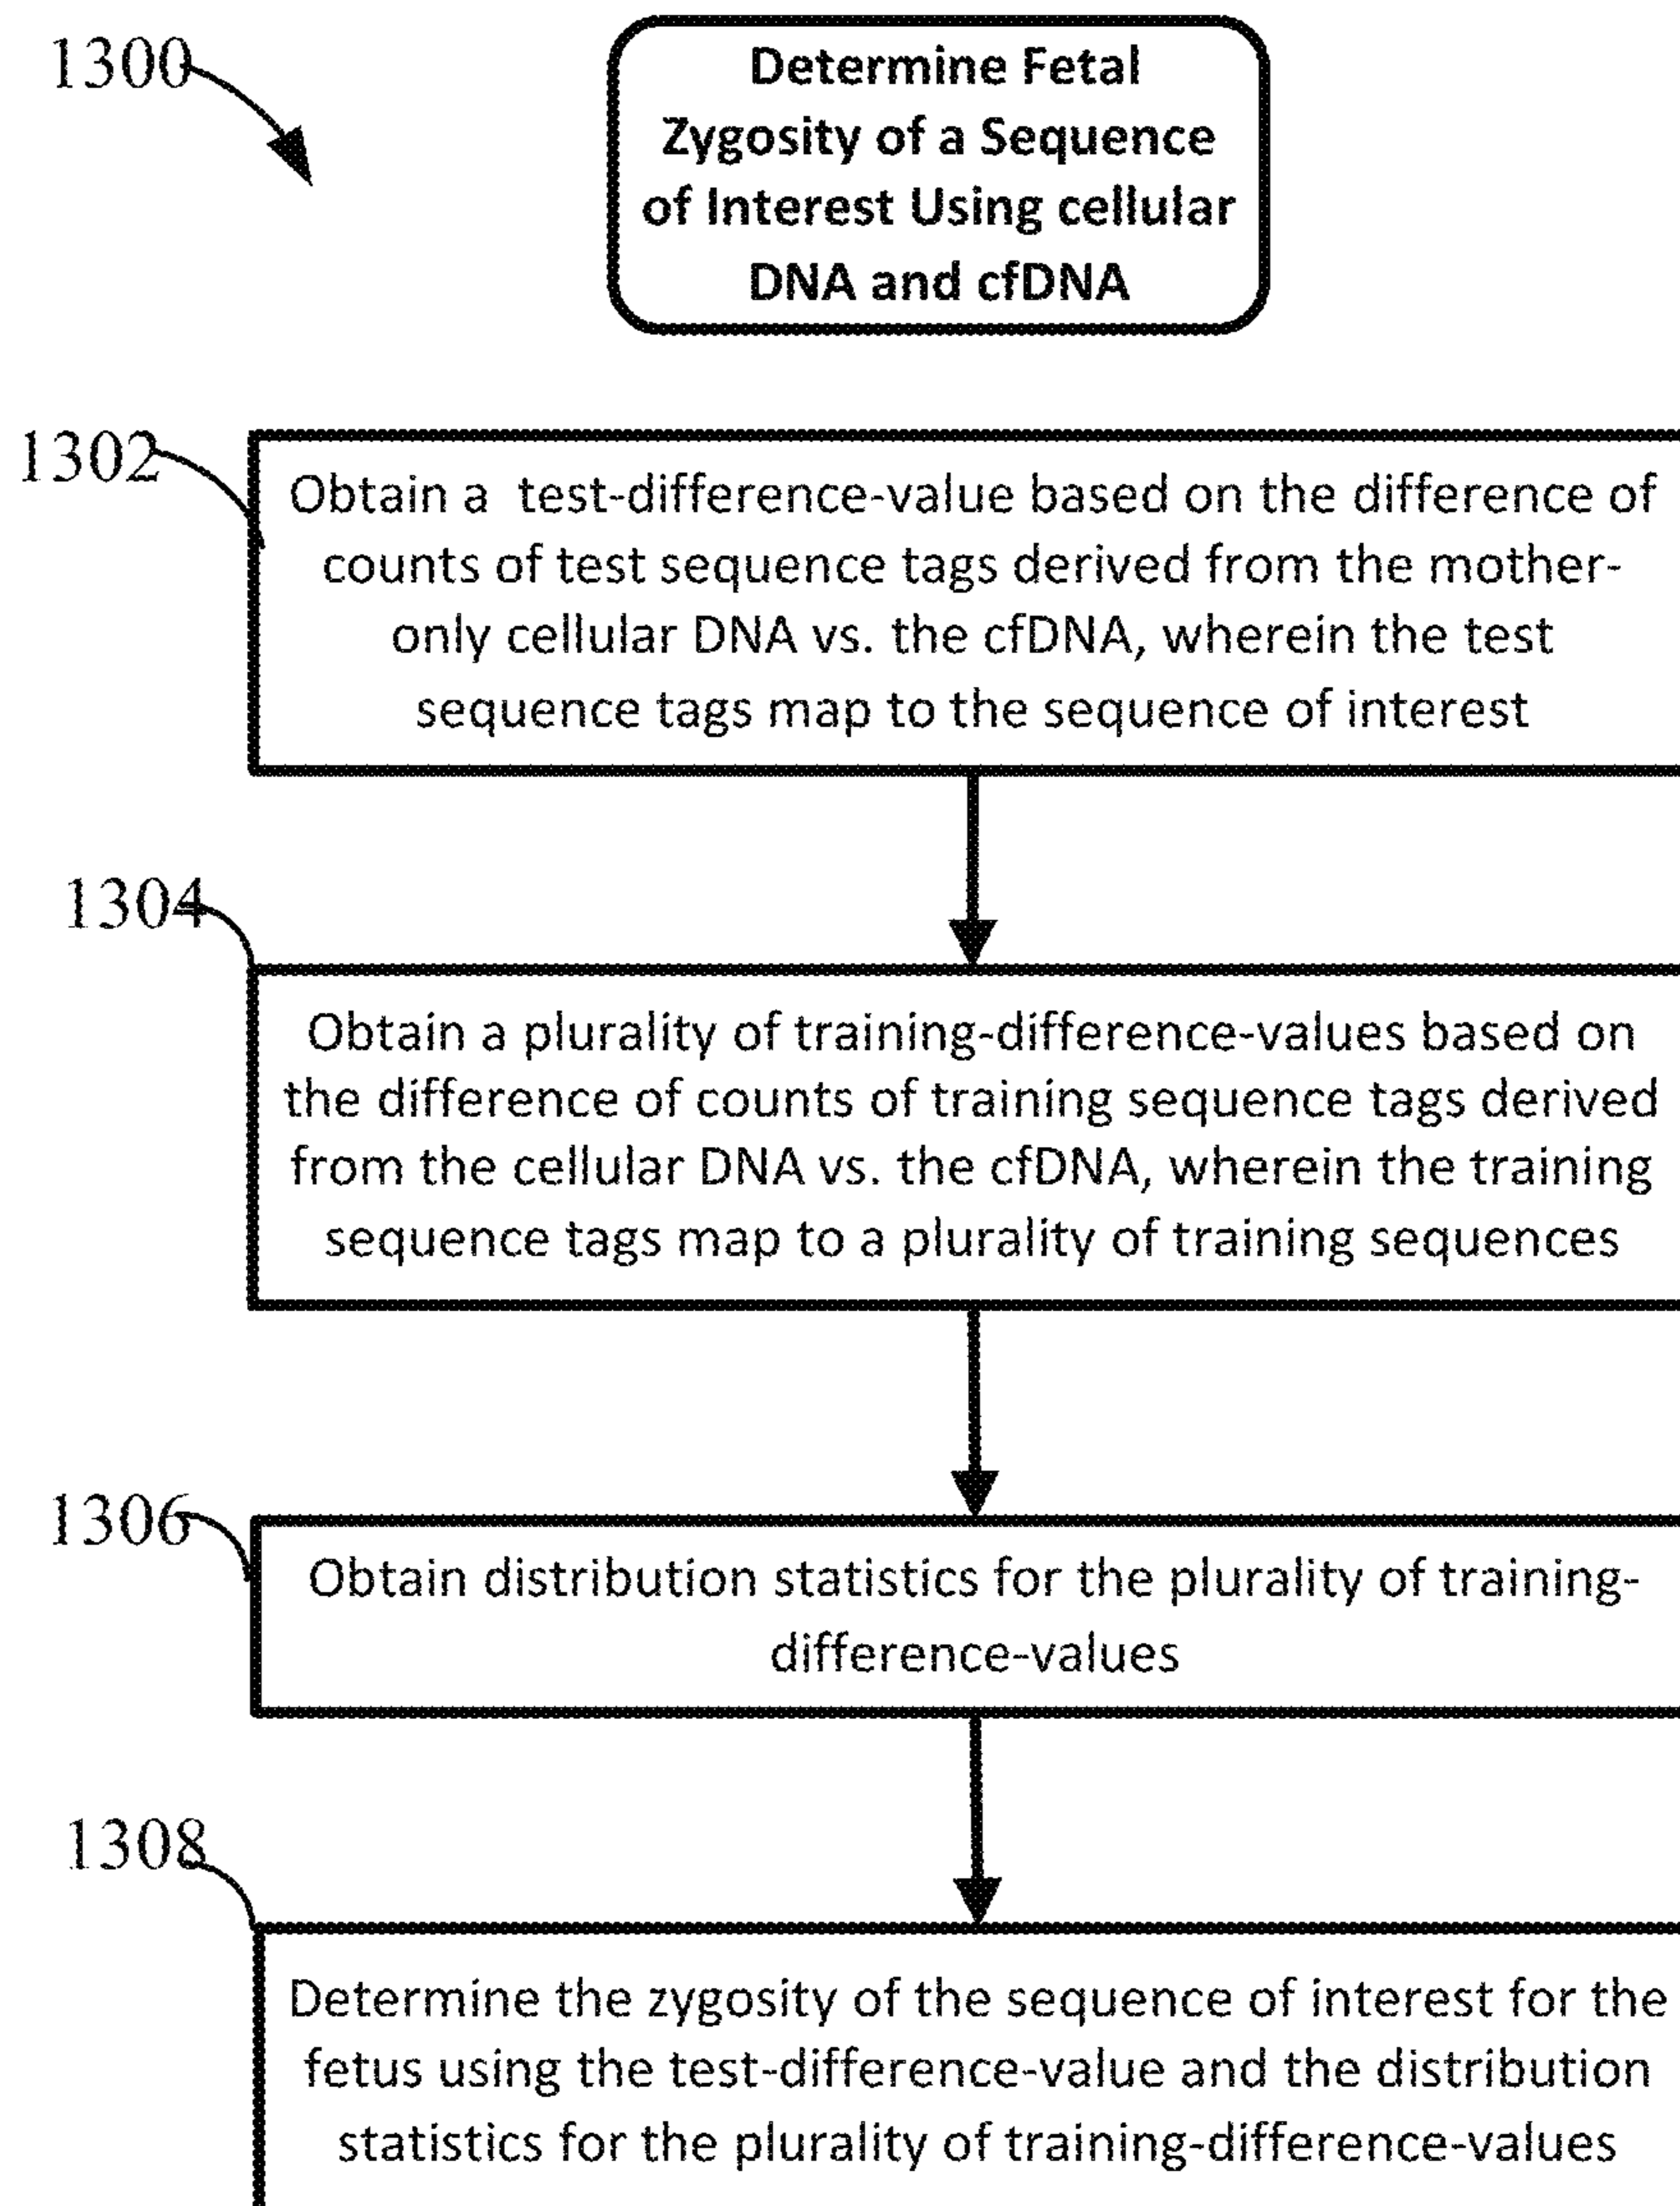 1300
Determine Fetal
Zygosity of a Sequence
of Interest Using cellular
DNA and cfDNA
1302
Obtain a test-difference-value based on the difference of
counts of test sequence tags derived from the mother-
only cellular DNA vs. the cfDNA, wherein the test
sequence tags map to the sequence of interest
1304
Obtain a plurality of training-difference-values based on
the difference of counts of training sequence tags derived
from the cellular DNA vs. the cfDNA, wherein the training
sequence tags map to a plurality of training sequences
1306
Obtain distribution statistics for the plurality of training-
difference-values
1308
Determine the zygosity of the sequence of interest for the
fetus using the test-difference-value and the distribution
statistics for the plurality of training-difference-values